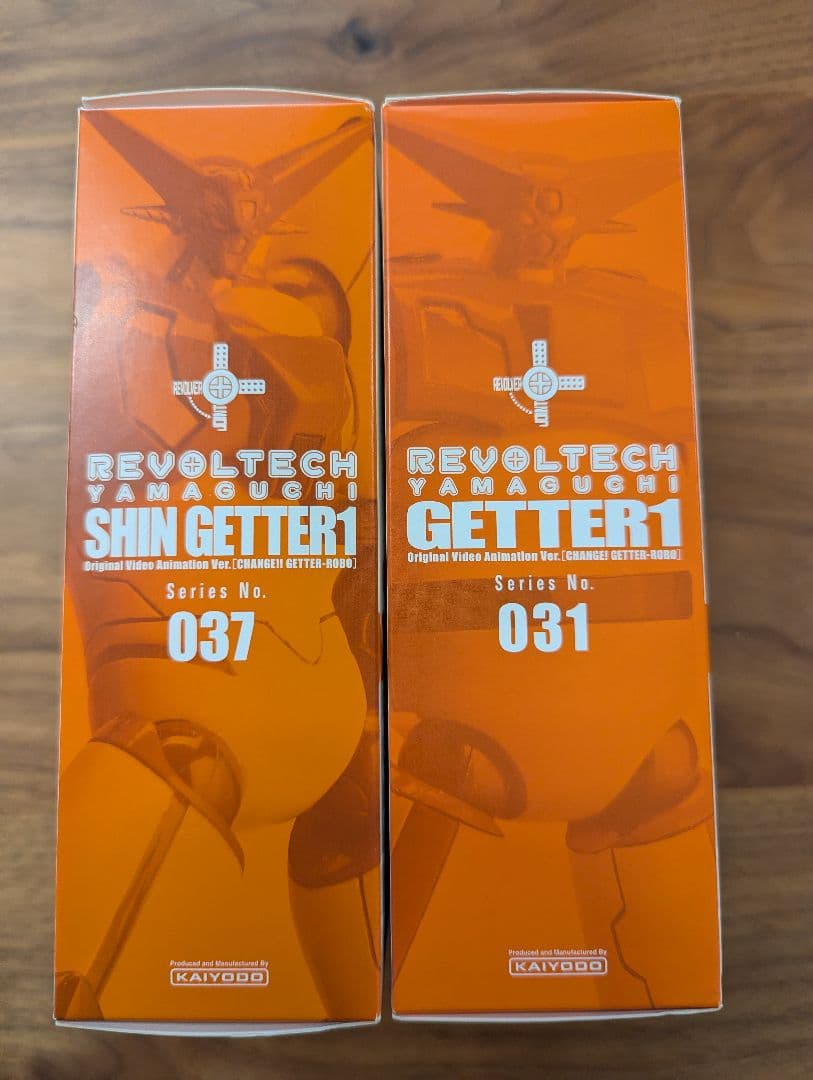 REVOLVER
JOINT
REVOLTECH
YAMAGUCHI
SHIN GETTER1
Original Video Animation Ver.[CHANGE!! GETTER-ROBO]
Series No.
037
Produced and Manufactured By
KAIYODO
REVOLVER
JOINT
REVOLTECH
YAMAGUCHI
GETTER1
Original Video Animation Ver.[CHANGE! GETTER-ROBO]
Series No.
031
Produced and Manufactured By
KAIYODO